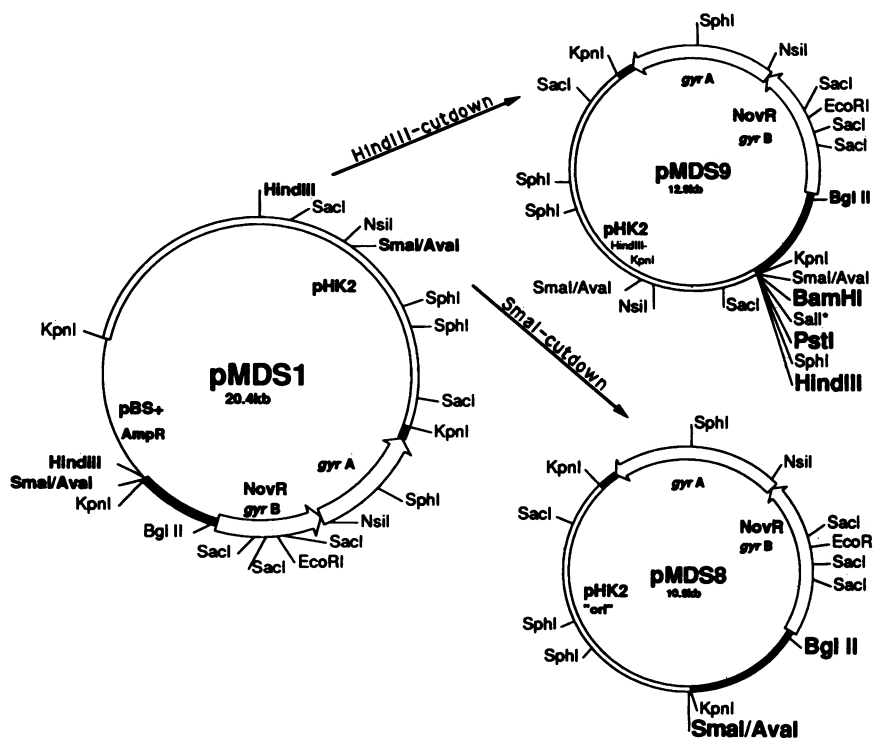 HindIII-cutdown
SmaI-cutdown
HindIII
SacI
NsiI
SmaI/AvaI
pHK2
SphI
SphI
KpnI
pMDS1
20.4kb
SacI
KpnI
pBS+
AmpR
gyr A
HindIII
SmaI/AvaI
KpnI
NovR
gyr B
SphI
Bgl II
NsiI
SacI
SacI
EcoRI
SacI
SphI
KpnI
NsiI
gyr A
SacI
SacI
EcoRI
NovR
gyr B
SacI
SacI
SphI
pMDS9
SphI
Bgl II
pHK2
HindIII-
KpnI
KpnI
SmaI/AvaI
SmaI/AvaI
NsiI
SacI
BamHI
SalI*
PstI
SphI
HindIII
SphI
KpnI
NsiI
gyr A
SacI
NovR
gyr B
SacI
EcoRI
SacI
SacI
pMDS8
pHK2
"ori"
SphI
SphI
Bgl II
KpnI
SmaI/AvaI